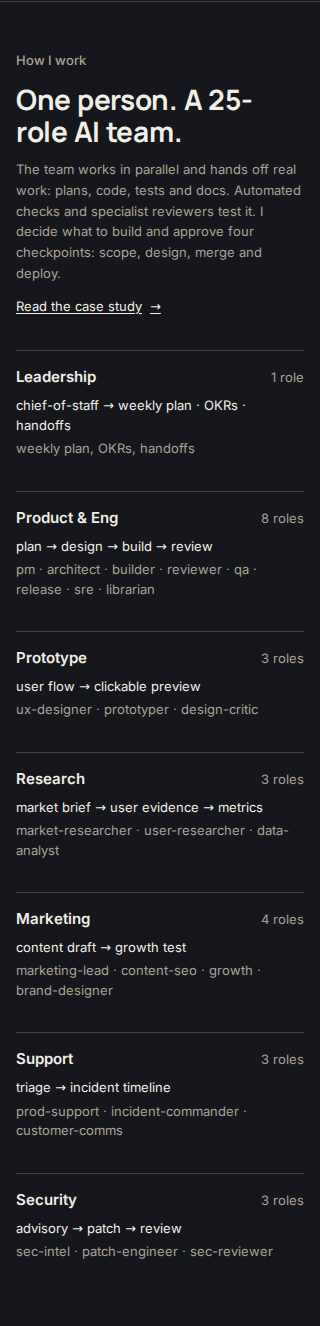 How I work
One person. A 25-
role AI team.
The team works in parallel and hands off real
work: plans, code, tests and docs. Automated
checks and specialist reviewers test it. I
decide what to build and approve four
checkpoints: scope, design, merge and
deploy.
Read the case study →
Leadership 1 role
chief-of-staff → weekly plan · OKRs ·
handoffs
weekly plan, OKRs, handoffs
Product & Eng 8 roles
plan → design → build → review
pm · architect · builder · reviewer · qa ·
release · sre · librarian
Prototype 3 roles
user flow → clickable preview
ux-designer · prototyper · design-critic
Research 3 roles
market brief → user evidence → metrics
market-researcher · user-researcher · data-
analyst
Marketing 4 roles
content draft → growth test
marketing-lead · content-seo · growth ·
brand-designer
Support 3 roles
triage → incident timeline
prod-support · incident-commander ·
customer-comms
Security 3 roles
advisory → patch → review
sec-intel · patch-engineer · sec-reviewer